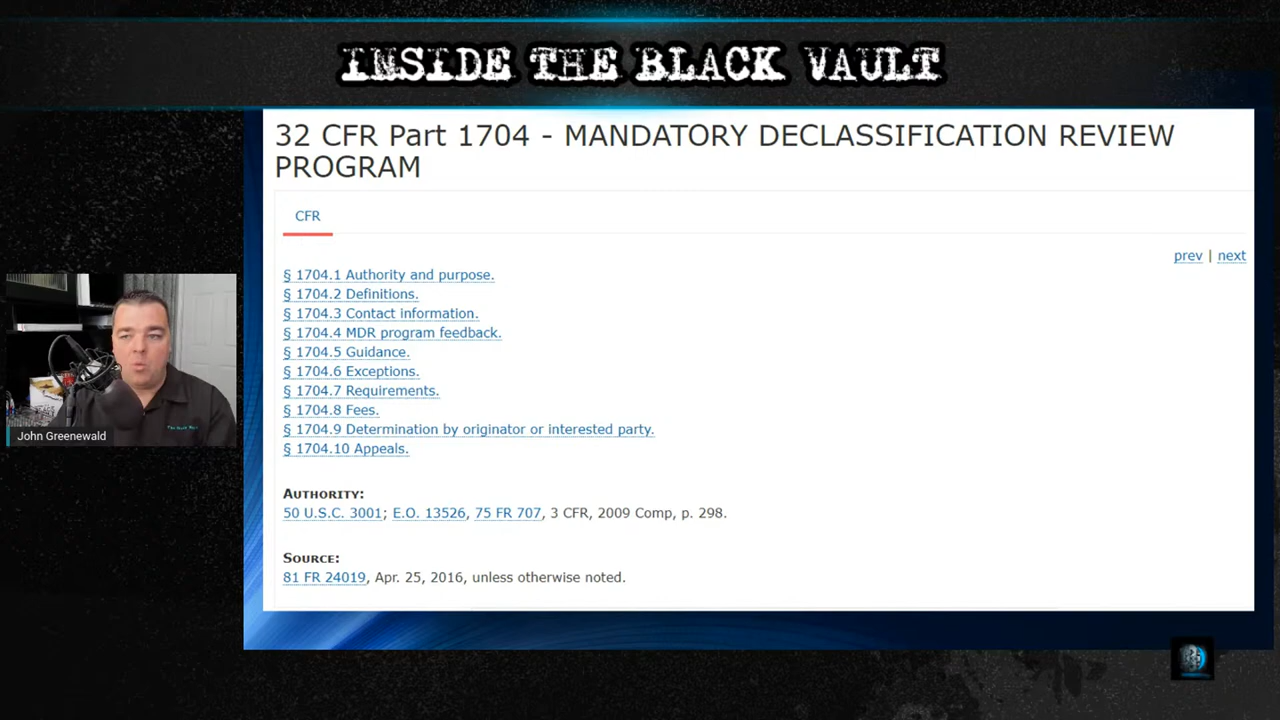 INSIDE THE BLACK VAULT
32 CFR Part 1704 - MANDATORY DECLASSIFICATION REVIEW
PROGRAM
CFR
prev | next
§ 1704.1 Authority and purpose.
§ 1704.2 Definitions.
§ 1704.3 Contact information.
§ 1704.4 MDR program feedback.
§ 1704.5 Guidance.
§ 1704.6 Exceptions.
§ 1704.7 Requirements.
§ 1704.8 Fees.
§ 1704.9 Determination by originator or interested party.
§ 1704.10 Appeals.
AUTHORITY:
50 U.S.C. 3001; E.O. 13526, 75 FR 707, 3 CFR, 2009 Comp, p. 298.
SOURCE:
81 FR 24019, Apr. 25, 2016, unless otherwise noted.
John Greenewald